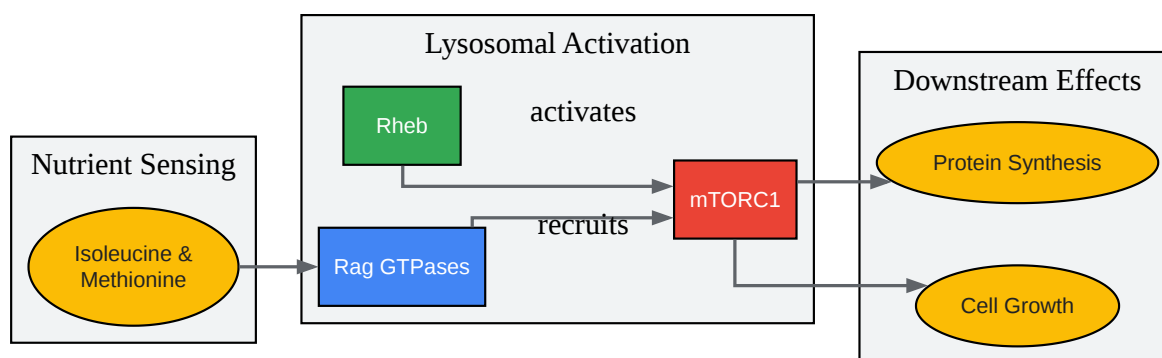 Nutrient Sensing
Isoleucine &
Methionine
Lysosomal Activation
Rheb
activates
Rag GTPases
recruits
mTORC1
Downstream Effects
Protein Synthesis
Cell Growth